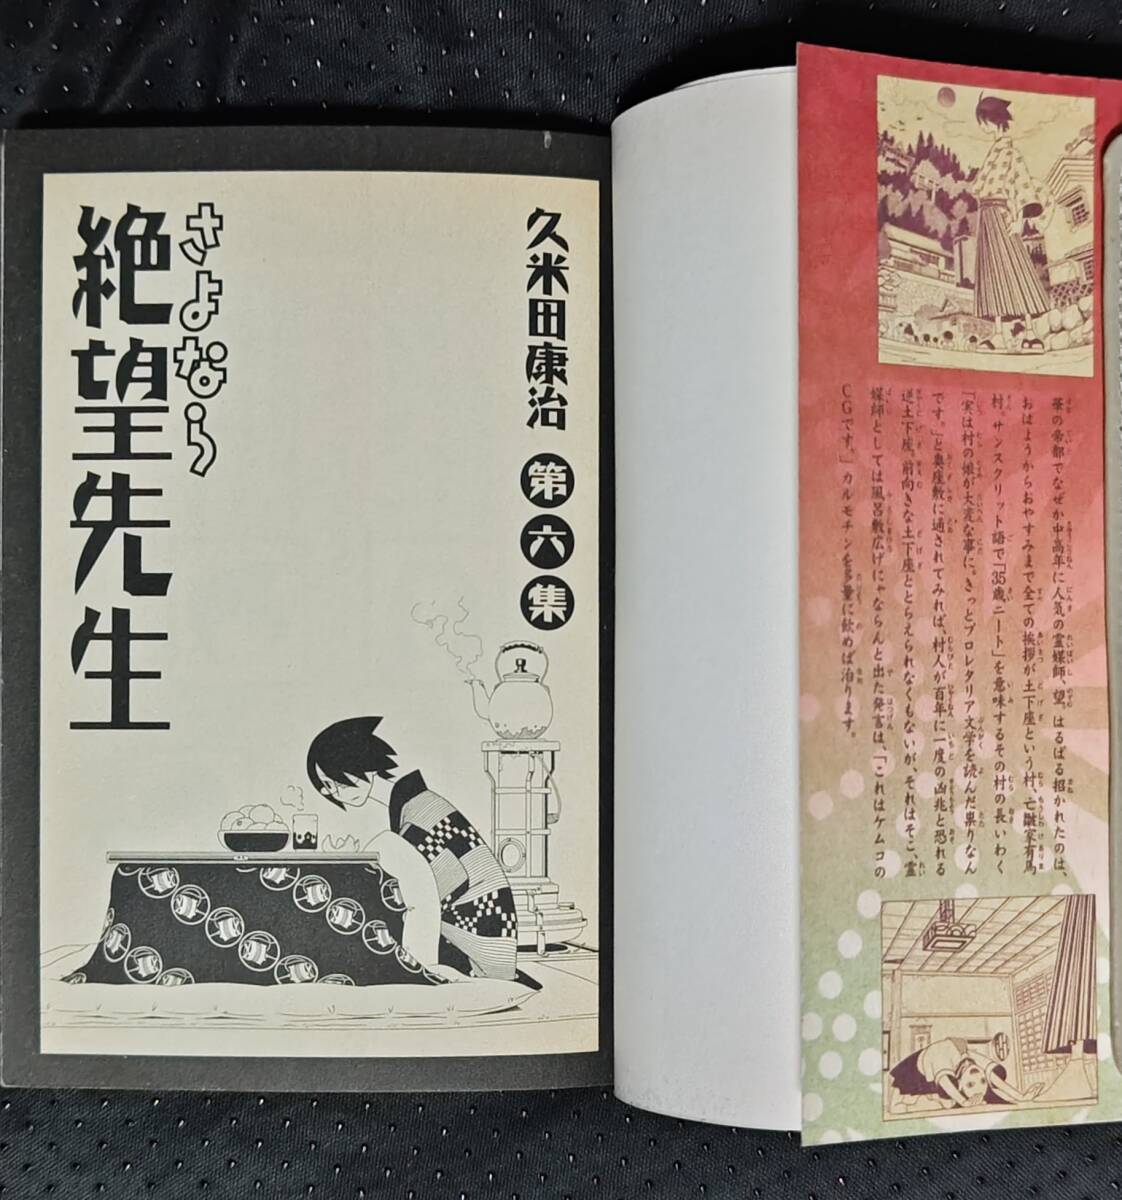 久米田康治
第六集
さよなら
絶望先生
華の帝都でなぜか中高年に人気の霊媒師、望。はるばる招かれたのは、
おはようからおやすみまで全ての挨拶が土下座という村、亡雛家有馬
村。サンスクリット語で「35歳ニート」を意味するその村の長いわく
「実は村の娘が大変な事に。きっとプロレタリア文学を読んだ祟りなん
です。」と奥座敷に通されてみれば、村人が百年に一度の凶兆と恐れる
逆土下座。前向きな土下座ととらえられなくもないが、それはそこ、霊
媒師としては風呂敷広げにゃならんと出た発言は、「これはケムコの
CGです。」カルモチンを多量に飲めば治ります。